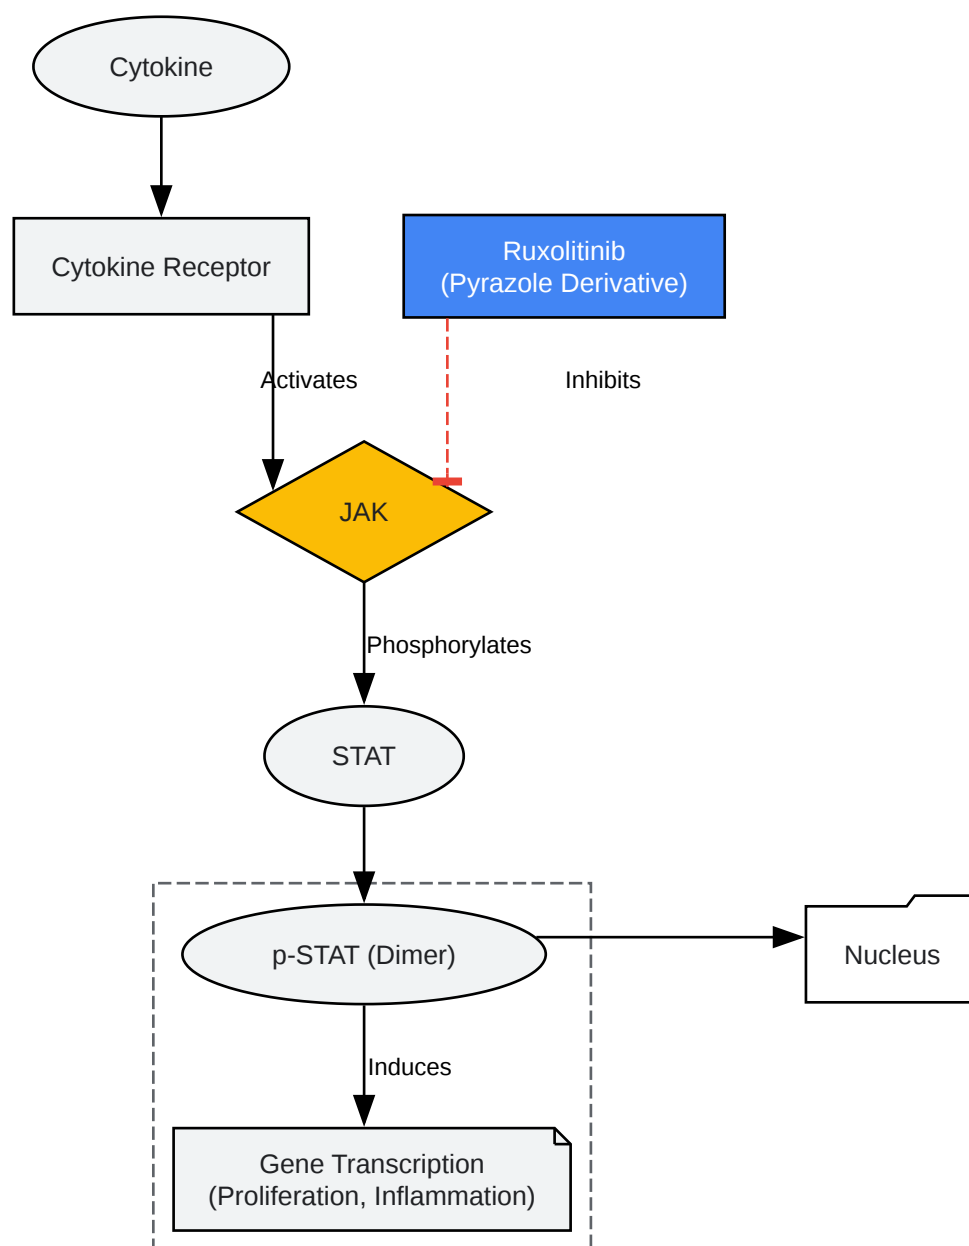 Cytokine
Cytokine Receptor
Ruxolitinib
(Pyrazole Derivative)
Activates
Inhibits
JAK
Phosphorylates
STAT
p-STAT (Dimer)
Nucleus
Induces
Gene Transcription
(Proliferation, Inflammation)